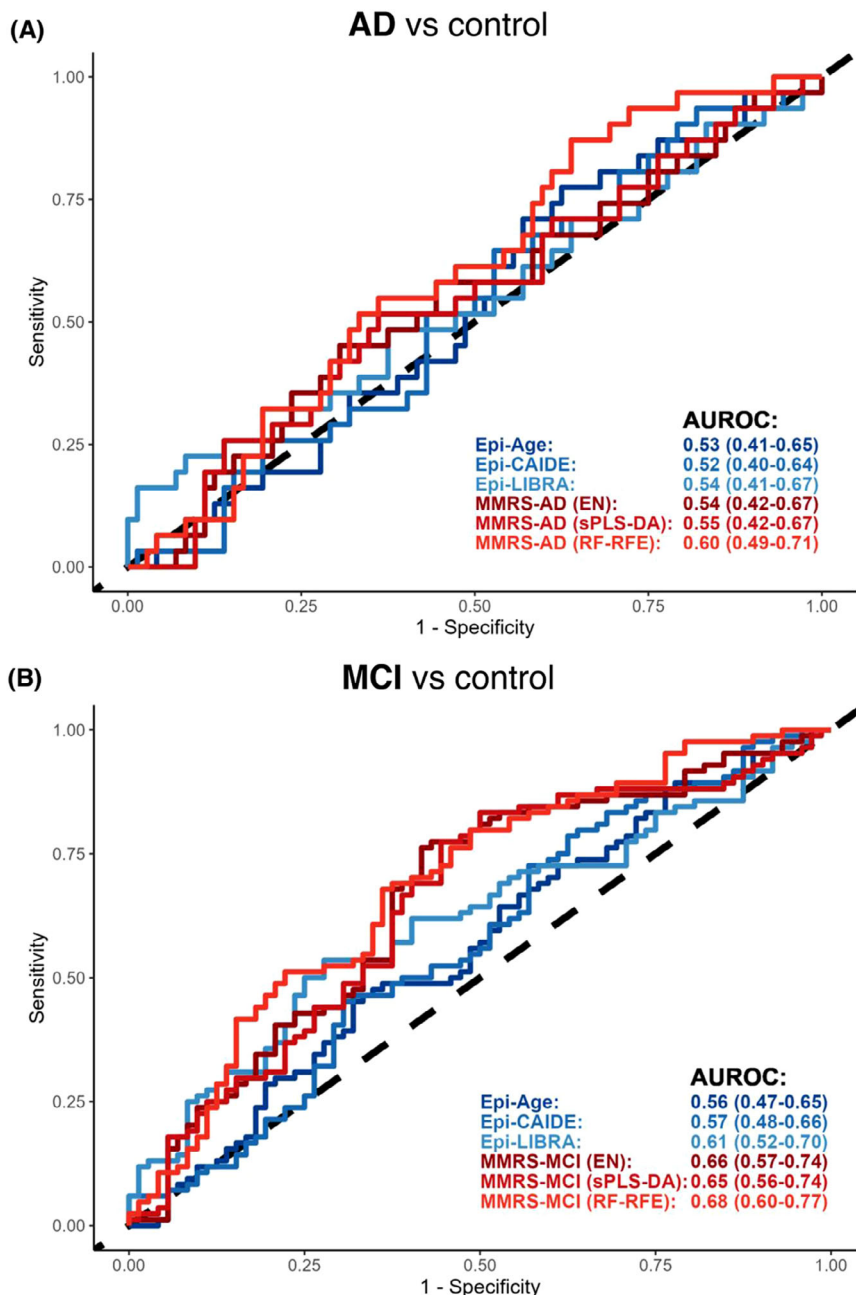 (A)
AD vs control
1.00
0.75
0.50
0.25
0.00
Sensitivity
AUROC:
Epi-Age: 0.53 (0.41-0.65)
Epi-CAIDE: 0.52 (0.40-0.64)
Epi-LIBRA: 0.54 (0.41-0.67)
MMRS-AD (EN): 0.54 (0.42-0.67)
MMRS-AD (sPLS-DA): 0.55 (0.42-0.67)
MMRS-AD (RF-RFE): 0.60 (0.49-0.71)
0.00 0.25 0.50 0.75 1.00
1 - Specificity
(B)
MCI vs control
1.00
0.75
0.50
0.25
0.00
Sensitivity
AUROC:
Epi-Age: 0.56 (0.47-0.65)
Epi-CAIDE: 0.57 (0.48-0.66)
Epi-LIBRA: 0.61 (0.52-0.70)
MMRS-MCI (EN): 0.66 (0.57-0.74)
MMRS-MCI (sPLS-DA): 0.65 (0.56-0.74)
MMRS-MCI (RF-RFE): 0.68 (0.60-0.77)
0.00 0.25 0.50 0.75 1.00
1 - Specificity